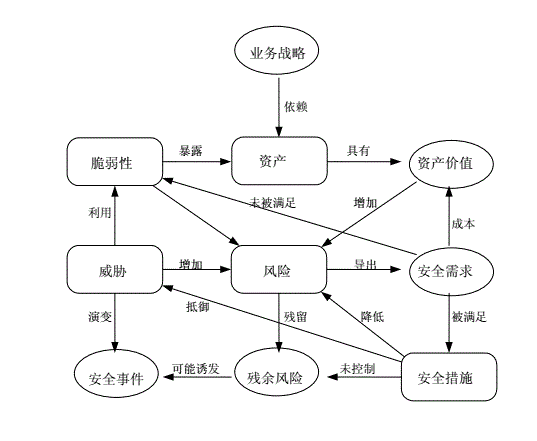 业务战略
依赖
脆弱性
暴露
资产
具有
资产价值
利用
未被满足
增加
成本
威胁
增加
风险
导出
安全需求
演变
抵御
残留
降低
被满足
安全事件
可能诱发
残余风险
未控制
安全措施